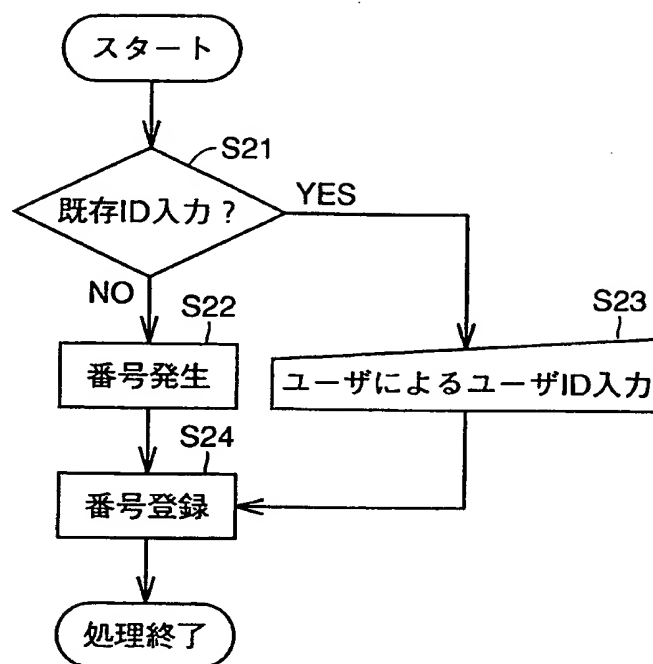 スタート
S21
既存ID入力?
YES
NO
S22
番号発生
S23
ユーザによるユーザID入力
S24
番号登録
処理終了